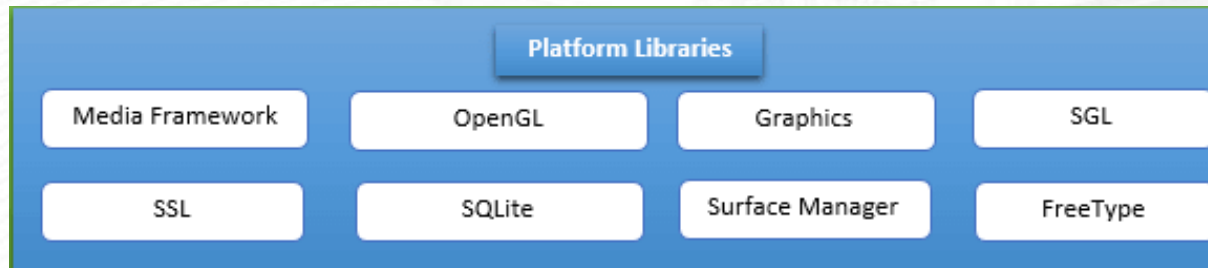 Platform Libraries
Media Framework
OpenGL
Graphics
SGL
SSL
SQLite
Surface Manager
FreeType